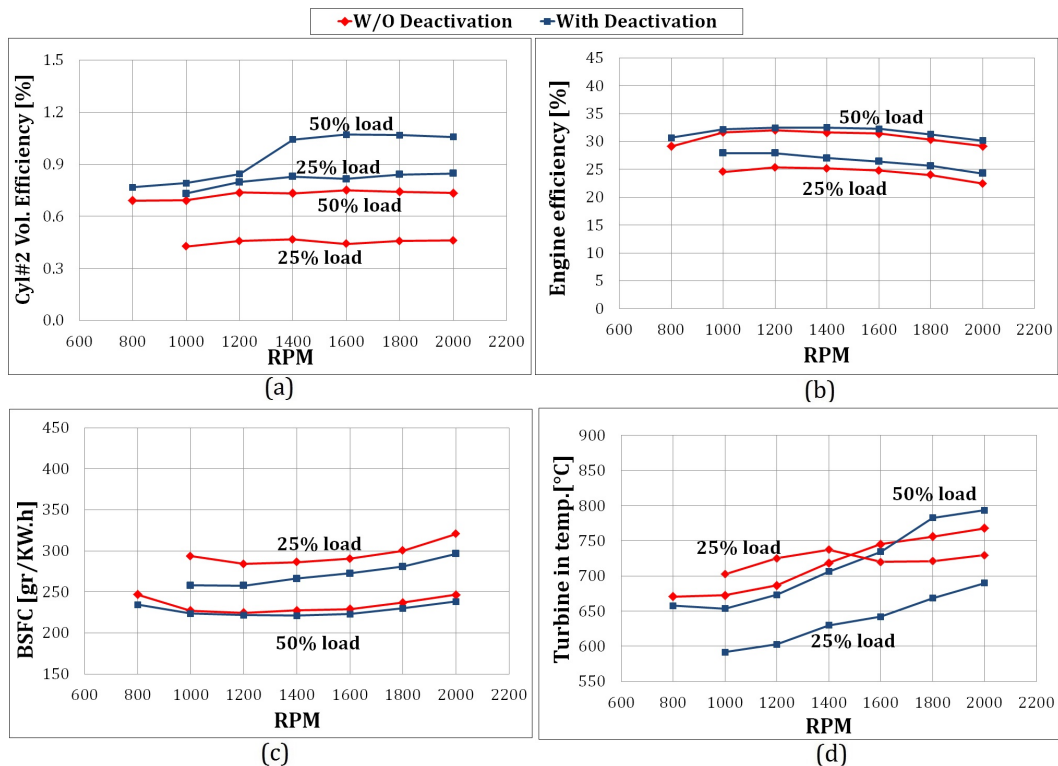 W/O Deactivation With Deactivation
Cyl#2 Vol. Efficiency [%]
1.5
1.2
0.9
0.6
0.3
0.0
50% load
25% load
50% load
25% load
600 800 1000 1200 1400 1600 1800 2000 2200
RPM
(a)
Engine efficiency [%]
45
40
35
30
25
20
15
10
5
0
50% load
25% load
600 800 1000 1200 1400 1600 1800 2000 2200
RPM
(b)
BSFC [gr/KW.h]
450
400
350
300
250
200
150
25% load
50% load
600 800 1000 1200 1400 1600 1800 2000 2200
RPM
(c)
Turbine in temp.[°C]
900
850
800
750
700
650
600
550
50% load
25% load
25% load
600 800 1000 1200 1400 1600 1800 2000 2200
RPM
(d)